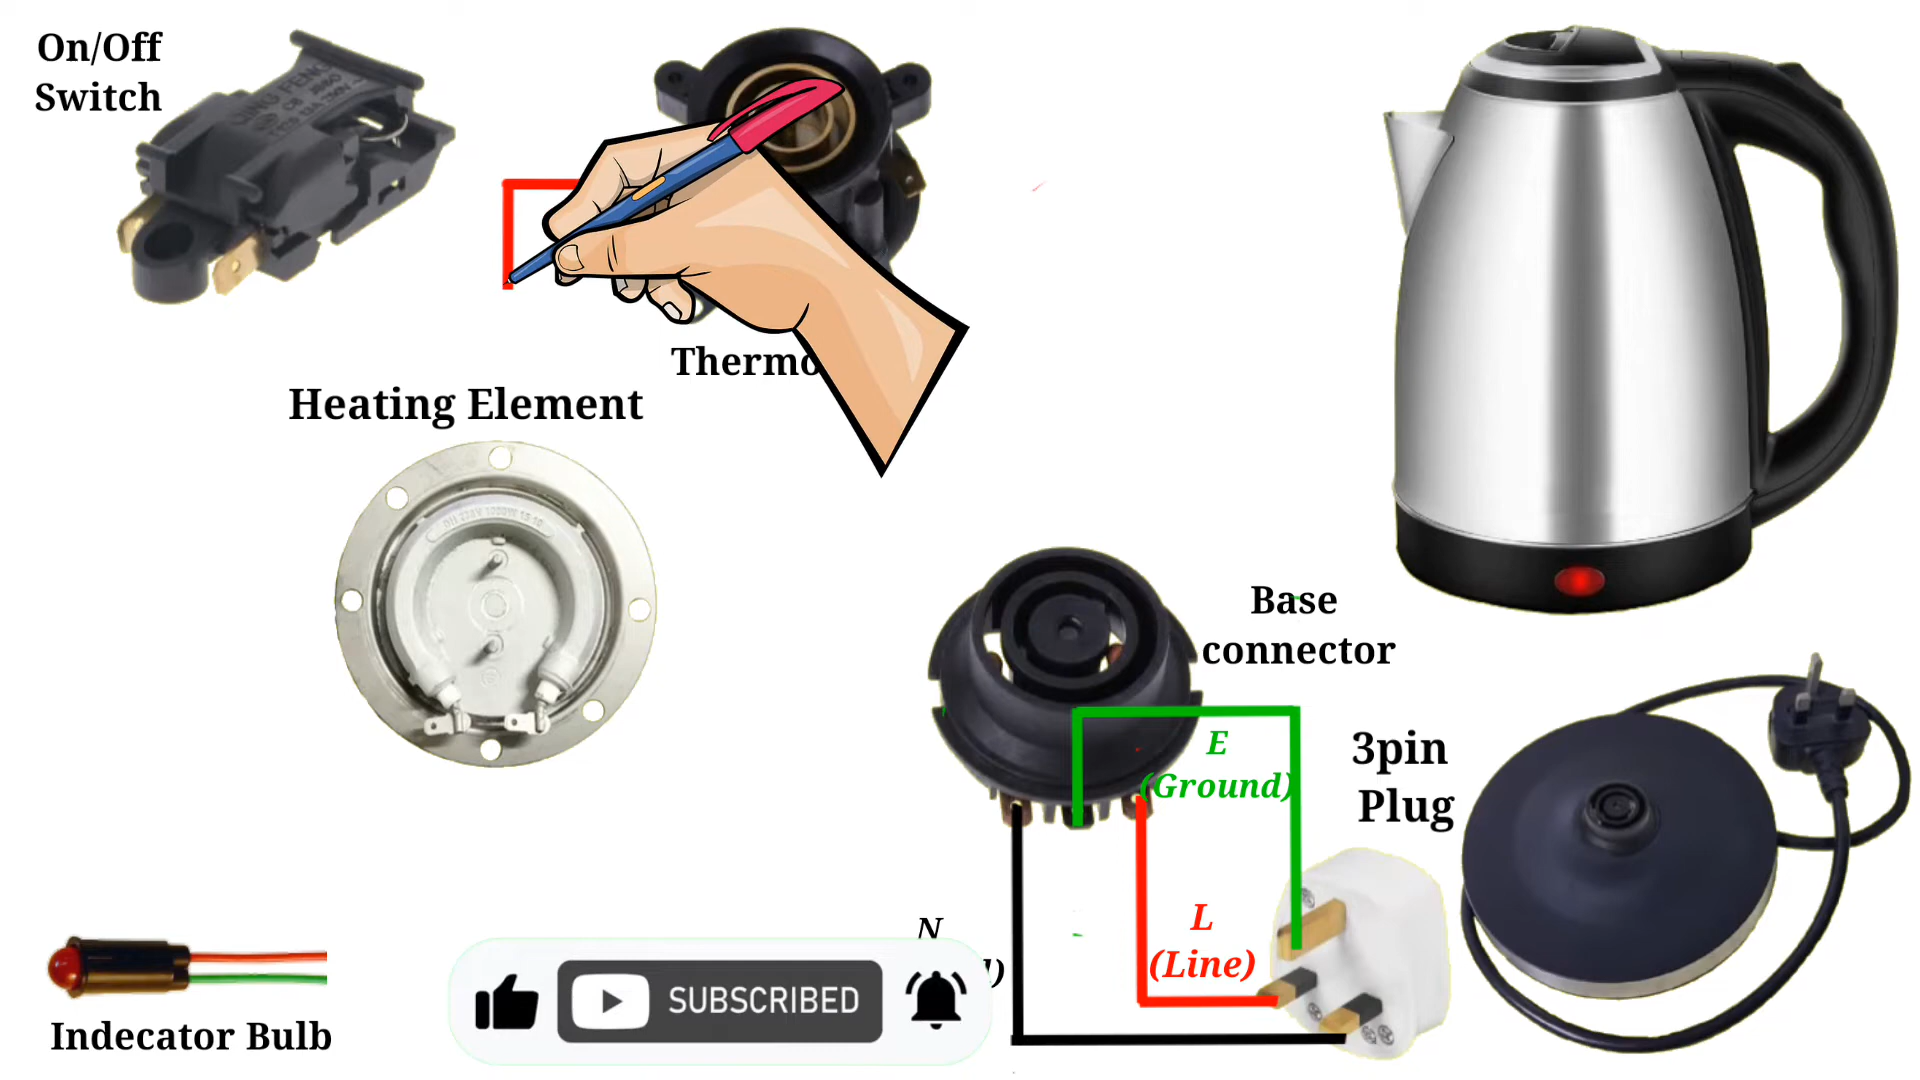 On/Off
Switch
Thermo
Heating Element
Base
connector
E
(Ground)
3pin
Plug
L
(Line)
N
l)
SUBSCRIBED
Indecator Bulb